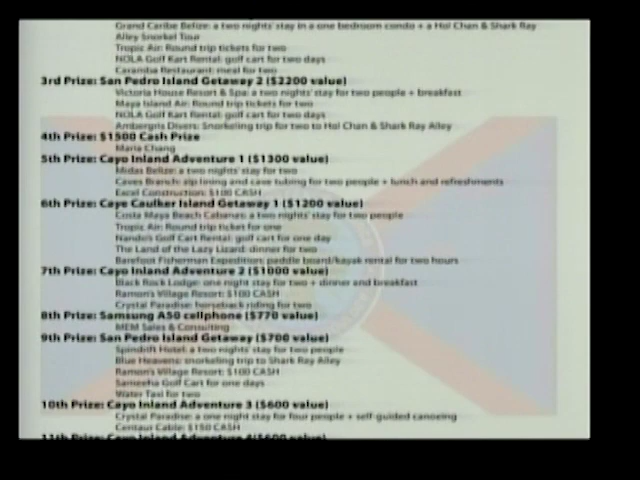 Grand Caribe Belize: a two nights' stay in a one bedroom condo + a Hol Chan & Shark Ray
Alley Snorkel Tour
Tropic Air: Round trip tickets for two
NOLA Golf Kart Rental: golf cart for two days
Caramba Restaurant: meal for two
3rd Prize: San Pedro Island Getaway 2 ($2200 value)
Victoria House Resort & Spa: a two nights' stay for two people + breakfast
Maya Island Air: Round trip tickets for two
NOLA Golf Kart Rental: golf cart for two days
Ambergris Divers: Snorkeling trip for two to Hol Chan & Shark Ray Alley
4th Prize: $1500 Cash Prize
Maria Chang
5th Prize: Cayo Inland Adventure 1 ($1300 value)
Midas Belize: a two nights' stay for two
Caves Branch: zip lining and cave tubing for two people + lunch and refreshments
Excel Construction: $100 CASH
6th Prize: Caye Caulker Island Getaway 1 ($1200 value)
Costa Maya Beach Cabanas: a two nights' stay for two people
Tropic Air: Round trip ticket for one
Nando's Golf Cart Rental: golf cart for one day
The Land of the Lazy Lizard: dinner for two
Barefoot Fisherman Expedition: paddle board/kayak rental for two hours
7th Prize: Cayo Inland Adventure 2 ($1000 value)
Black Rock Lodge: one night stay for two + dinner and breakfast
Ramon's Village Resort: $100 CASH
Crystal Paradise: horseback riding for two
8th Prize: Samsung A50 cellphone ($770 value)
MEM Sales & Consulting
9th Prize: San Pedro Island Getaway ($700 value)
Spindrift Hotel: a two nights' stay for two people
Blue Heavens: snorkeling trip to Shark Ray Alley
Ramon's Village Resort: $100 CASH
Sameeha Golf Cart for one days
Water Taxi for two
10th Prize: Cayo Inland Adventure 3 ($600 value)
Crystal Paradise: a one night stay for four people + self-guided canoeing
Centaur Cable: $150 CASH
11th Prize: Cayo Inland Adventure 4 ($600 value)